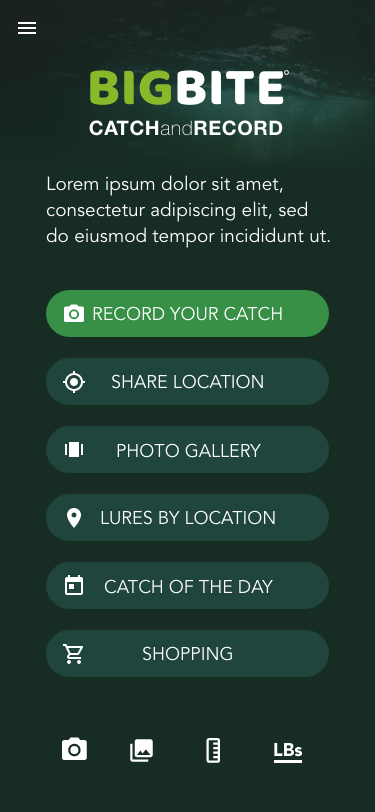 BIGBITE®
CATCHandRECORD
Lorem ipsum dolor sit amet,
consectetur adipiscing elit, sed
do eiusmod tempor incididunt ut.
RECORD YOUR CATCH
SHARE LOCATION
PHOTO GALLERY
LURES BY LOCATION
CATCH OF THE DAY
SHOPPING
LBs